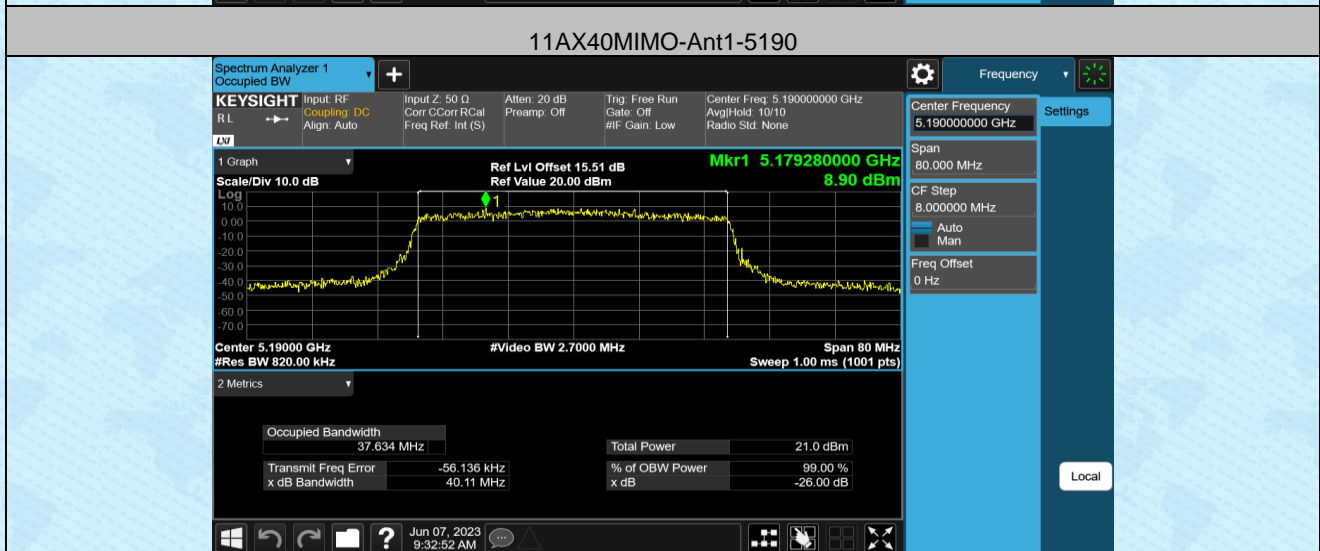 11AX40MIMO-Ant1-5190
Spectrum Analyzer 1
Occupied BW
Frequency
KEYSIGHT
R L
LXI
Input: RF
Coupling: DC
Align: Auto
Input Z: 50 Ω
Corr CCorr RCal
Freq Ref: Int (S)
Atten: 20 dB
Preamp: Off
Trig: Free Run
Gate: Off
#IF Gain: Low
Center Freq: 5.190000000 GHz
Avg|Hold: 10/10
Radio Std: None
Center Frequency
5.190000000 GHz
Settings
Span
80.000 MHz
CF Step
8.000000 MHz
Auto
Man
Freq Offset
0 Hz
1 Graph
Scale/Div 10.0 dB
Ref Lvl Offset 15.51 dB
Ref Value 20.00 dBm
Mkr1 5.179280000 GHz
8.90 dBm
Log
10.0
0.00
-10.0
-20.0
-30.0
-40.0
-50.0
-60.0
-70.0
1
Center 5.19000 GHz
#Video BW 2.7000 MHz
Span 80 MHz
#Res BW 820.00 kHz
Sweep 1.00 ms (1001 pts)
2 Metrics
Occupied Bandwidth
37.634 MHz
Total Power 21.0 dBm
Transmit Freq Error -56.136 kHz
% of OBW Power 99.00 %
x dB Bandwidth 40.11 MHz
x dB -26.00 dB
Local
?
Jun 07, 2023
9:32:52 AM